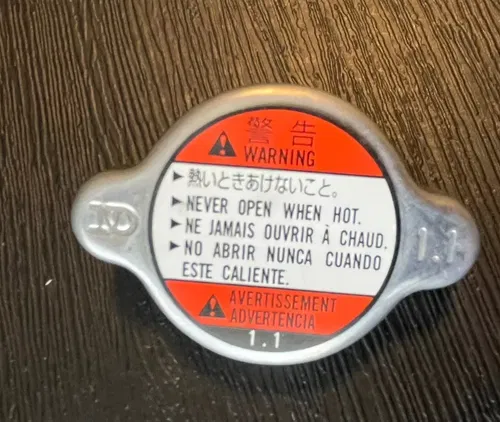 警告
WARNING
熱いときあけないこと。
NEVER OPEN WHEN HOT.
NE JAMAIS OUVRIR À CHAUD.
NO ABRIR NUNCA CUANDO
ESTE CALIENTE.
AVERTISSEMENT
ADVERTENCIA
1.1
1.1